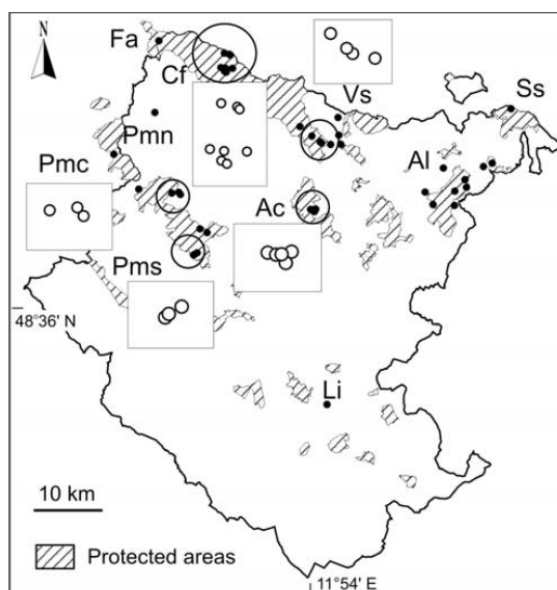 N
Fa
Cf
Vs
Ss
Pmn
Pmc
Al
Ac
Pms
48°36' N
Li
10 km
Protected areas
11°54' E